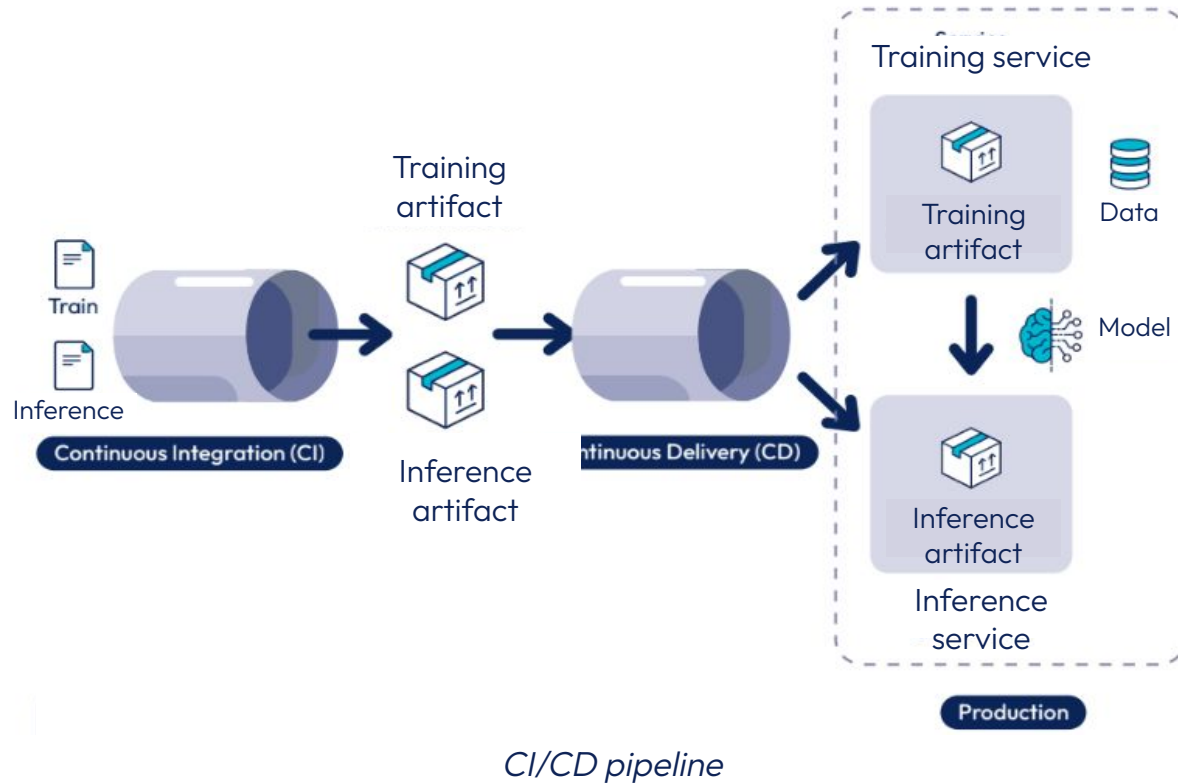 Training service
Training
artifact
Data
Model
Inference
artifact
Inference
service
Production
Training
artifact
Inference
artifact
Train
Inference
Continuous Integration (CI)
ntinuous Delivery (CD)
CI/CD pipeline